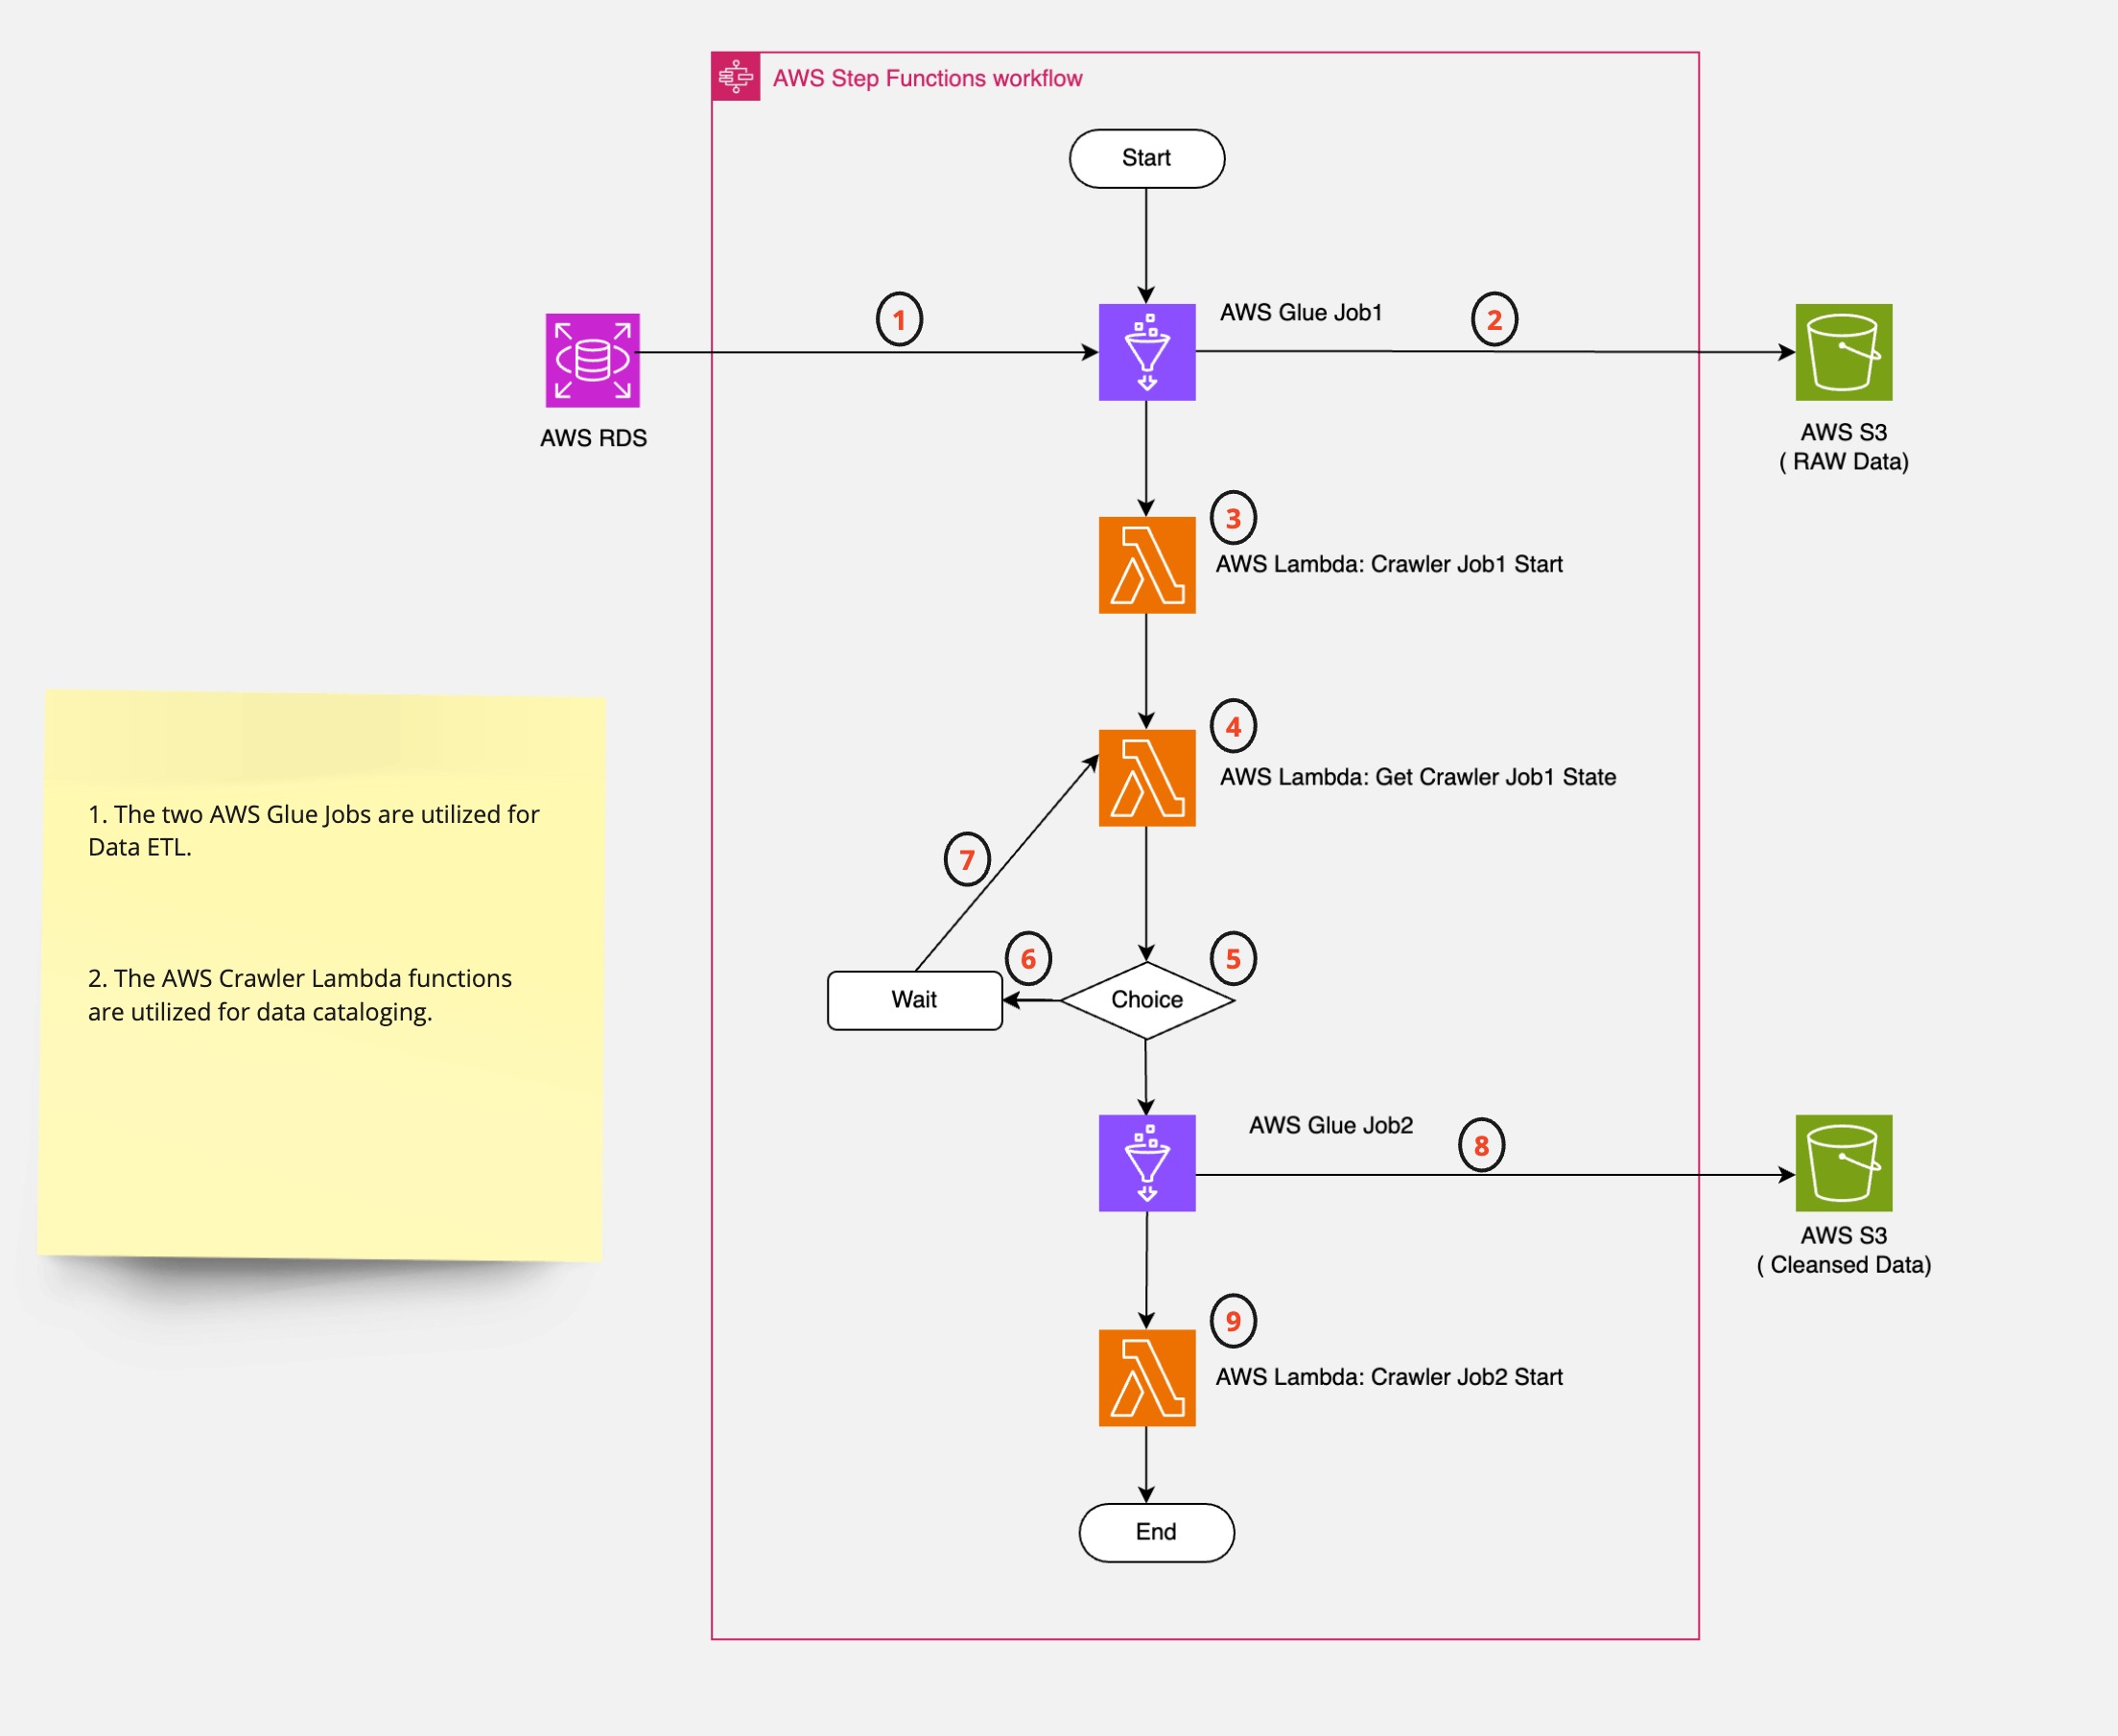 AWS Step Functions workflow
Start
1
AWS Glue Job1
2
AWS RDS
AWS S3
( RAW Data)
3
AWS Lambda: Crawler Job1 Start
4
AWS Lambda: Get Crawler Job1 State
1. The two AWS Glue Jobs are utilized for
Data ETL.
2. The AWS Crawler Lambda functions
are utilized for data cataloging.
7
6
5
Wait
Choice
AWS Glue Job2
8
AWS S3
( Cleansed Data)
9
AWS Lambda: Crawler Job2 Start
End